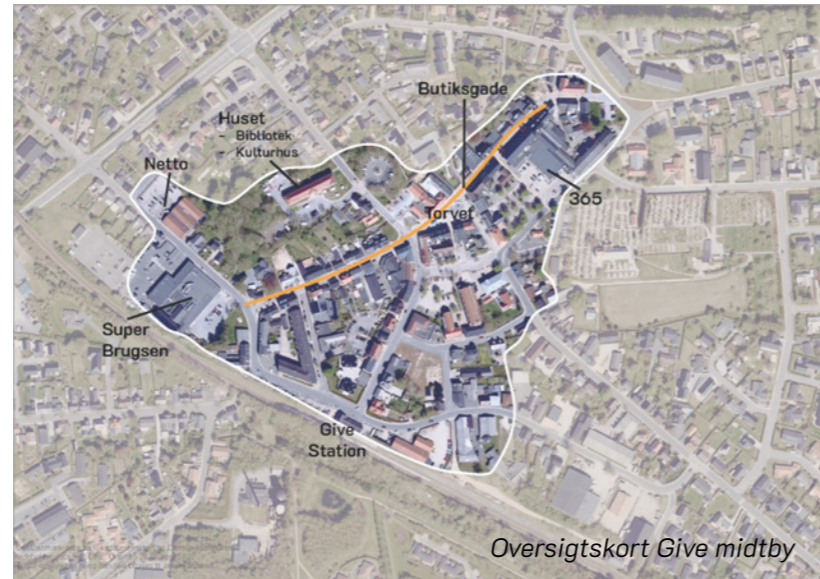 Butiksgade
Huset
- Bibliotek
- Kulturhus
Netto
365
Torvet
Super
Brugsen
Give
Station
Oversigtskort Give midtby